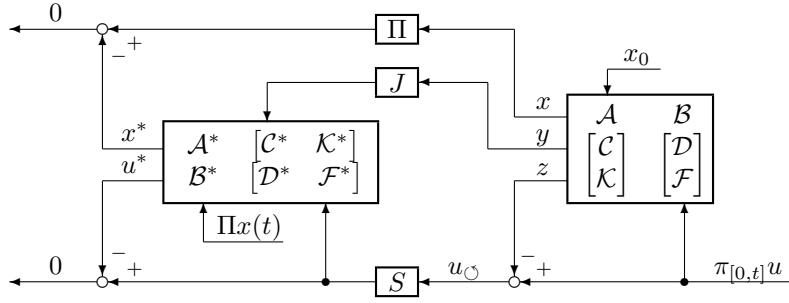 0 Π
− + x₀
J
x 𝒜 ℬ
x* 𝒜* [𝒞* 𝒦*] y [𝒞 𝒦] [𝒟 ℱ]
u* ℬ* [𝒟* ℱ*] z
Πx(t)
− + − +
0 S u↺ π[0,t]u